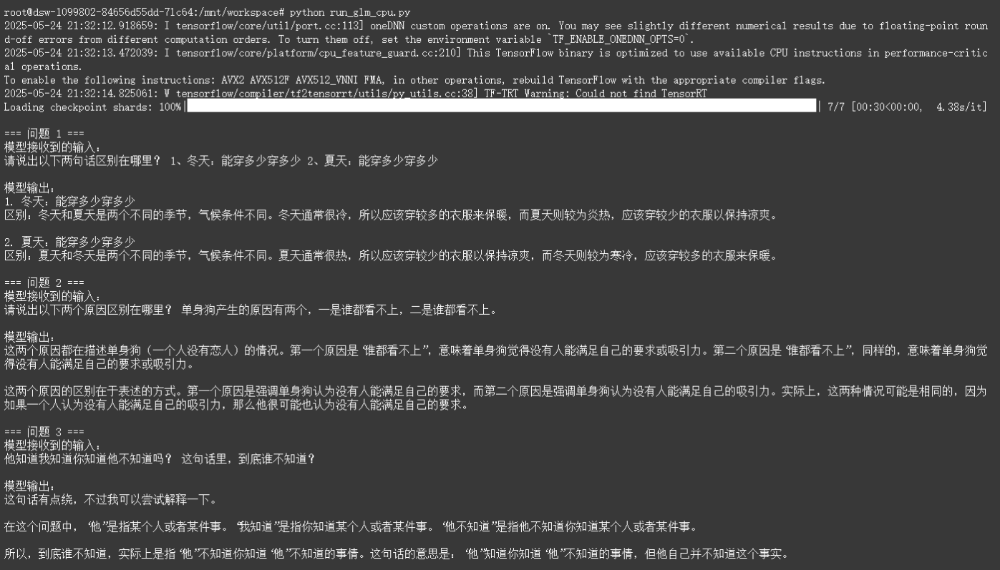 root@dsw-1099802-84656d55dd-71c64:/mnt/workspace# python run_glm_cpu.py
2025-05-24 21:32:12.918659: I tensorflow/core/util/port.cc:113] oneDNN custom operations are on. You may see slightly different numerical results due to floating-point roun
d-off errors from different computation orders. To turn them off, set the environment variable `TF_ENABLE_ONEDNN_OPTS=0`.
2025-05-24 21:32:13.472039: I tensorflow/core/platform/cpu_feature_guard.cc:210] This TensorFlow binary is optimized to use available CPU instructions in performance-critic
al operations.
To enable the following instructions: AVX2 AVX512F AVX512_VNNI FMA, in other operations, rebuild TensorFlow with the appropriate compiler flags.
2025-05-24 21:32:14.825061: W tensorflow/compiler/tf2tensorrt/utils/py_utils.cc:38] TF-TRT Warning: Could not find TensorRT
Loading checkpoint shards: 100%| | 7/7 [00:30<00:00, 4.38s/it]
=== 问题 1 ===
模型接收到的输入:
请说出以下两句话区别在哪里？ 1、冬天：能穿多少穿多少 2、夏天：能穿多少穿多少
模型输出:
1. 冬天：能穿多少穿多少
区别：冬天和夏天是两个不同的季节，气候条件不同。冬天通常很冷，所以应该穿较多的衣服来保暖，而夏天则较为炎热，应该穿较少的衣服以保持凉爽。
2. 夏天：能穿多少穿多少
区别：夏天和冬天是两个不同的季节，气候条件不同。夏天通常很热，所以应该穿较少的衣服以保持凉爽，而冬天则较为寒冷，应该穿较多的衣服来保暖。
=== 问题 2 ===
模型接收到的输入:
请说出以下两个原因区别在哪里？ 单身狗产生的原因有两个，一是谁都看不上，二是谁都看不上。
模型输出:
这两个原因都在描述单身狗（一个人没有恋人）的情况。第一个原因是“谁都看不上”，意味着单身狗觉得没有人能满足自己的要求或吸引力。第二个原因是“谁都看不上”，同样的，意味着单身狗觉
得没有人能满足自己的要求或吸引力。
这两个原因的区别在于表述的方式。第一个原因是强调单身狗认为没有人能满足自己的要求，而第二个原因是强调单身狗认为没有人能满足自己的吸引力。实际上，这两种情况可能是相同的，因为
如果一个人认为没有人能满足自己的吸引力，那么他很可能也认为没有人能满足自己的要求。
=== 问题 3 ===
模型接收到的输入:
他知道我知道你知道他不知道吗？ 这句话里，到底谁不知道？
模型输出:
这句话有点绕，不过我可以尝试解释一下。
在这个问题中，“他”是指某个人或者某件事。“我知道”是指你知道某个人或者某件事。“他不知道”是指他不知道你知道某个人或者某件事。
所以，到底谁不知道，实际上是指“他”不知道你知道“他”不知道的事情。这句话的意思是：“他”知道你知道“他”不知道的事情，但他自己并不知道这个事实。